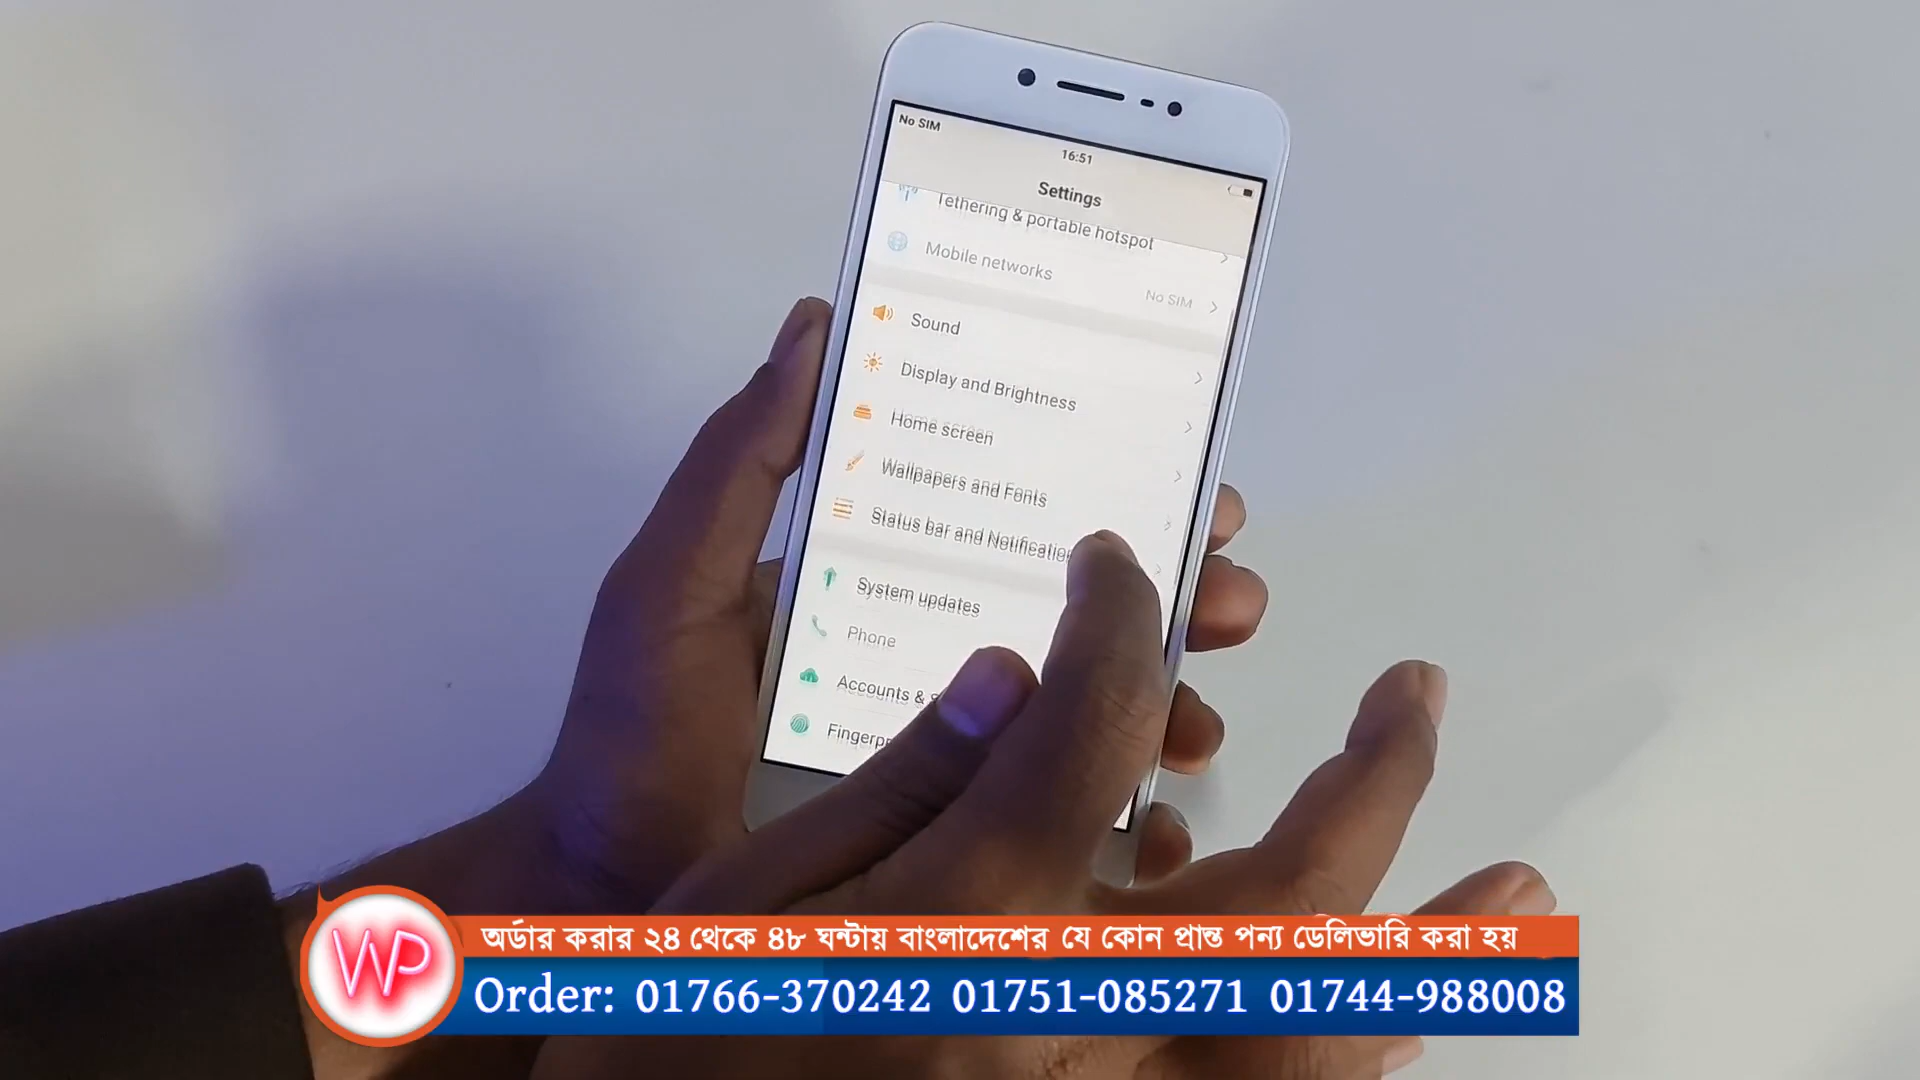 No SIM
16:51
Settings
Tethering & portable hotspot
Mobile networks
No SIM
Sound
Display and Brightness
Home screen
Wallpapers and Fonts
Status bar and Notification
System updates
Phone
Accounts &
Fingerpr
WP
অর্ডার করার ২৪ থেকে ৪৮ ঘন্টায় বাংলাদেশের যে কোন প্রান্ত পন্য ডেলিভারি করা হয়
Order: 01766-370242 01751-085271 01744-988008